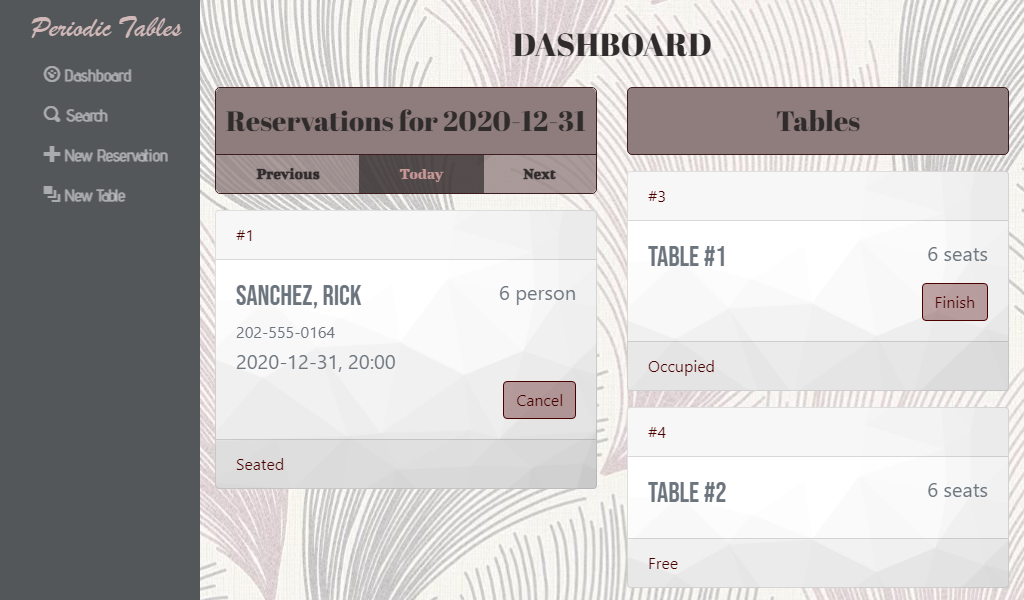 Periodic Tables
Dashboard
Search
New Reservation
New Table
DASHBOARD
Reservations for 2020-12-31
Previous Today Next
#1
SANCHEZ, RICK 6 person
202-555-0164
2020-12-31, 20:00
Cancel
Seated
Tables
#3
TABLE #1 6 seats
Finish
Occupied
#4
TABLE #2 6 seats
Free